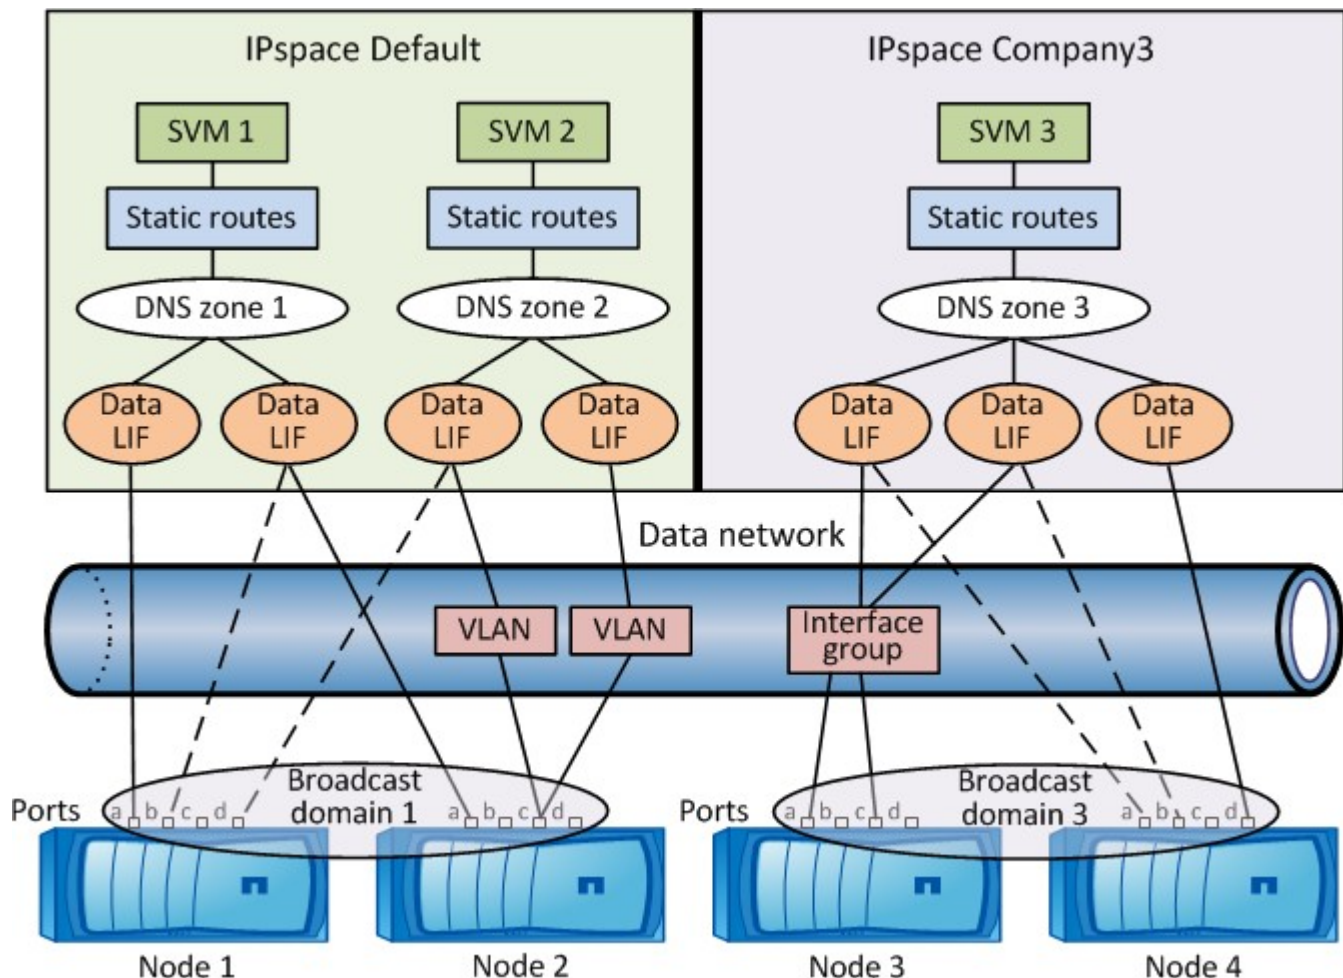 IPspace Default
IPspace Company3
SVM 1
SVM 2
SVM 3
Static routes
Static routes
Static routes
DNS zone 1
DNS zone 2
DNS zone 3
Data
LIF
Data
LIF
Data
LIF
Data
LIF
Data
LIF
Data
LIF
Data
LIF
Data network
VLAN
VLAN
Interface
group
Broadcast
domain 1
Broadcast
domain 3
Ports
a b c d
a b c d
Ports
a b c d
a b c d
Node 1
Node 2
Node 3
Node 4